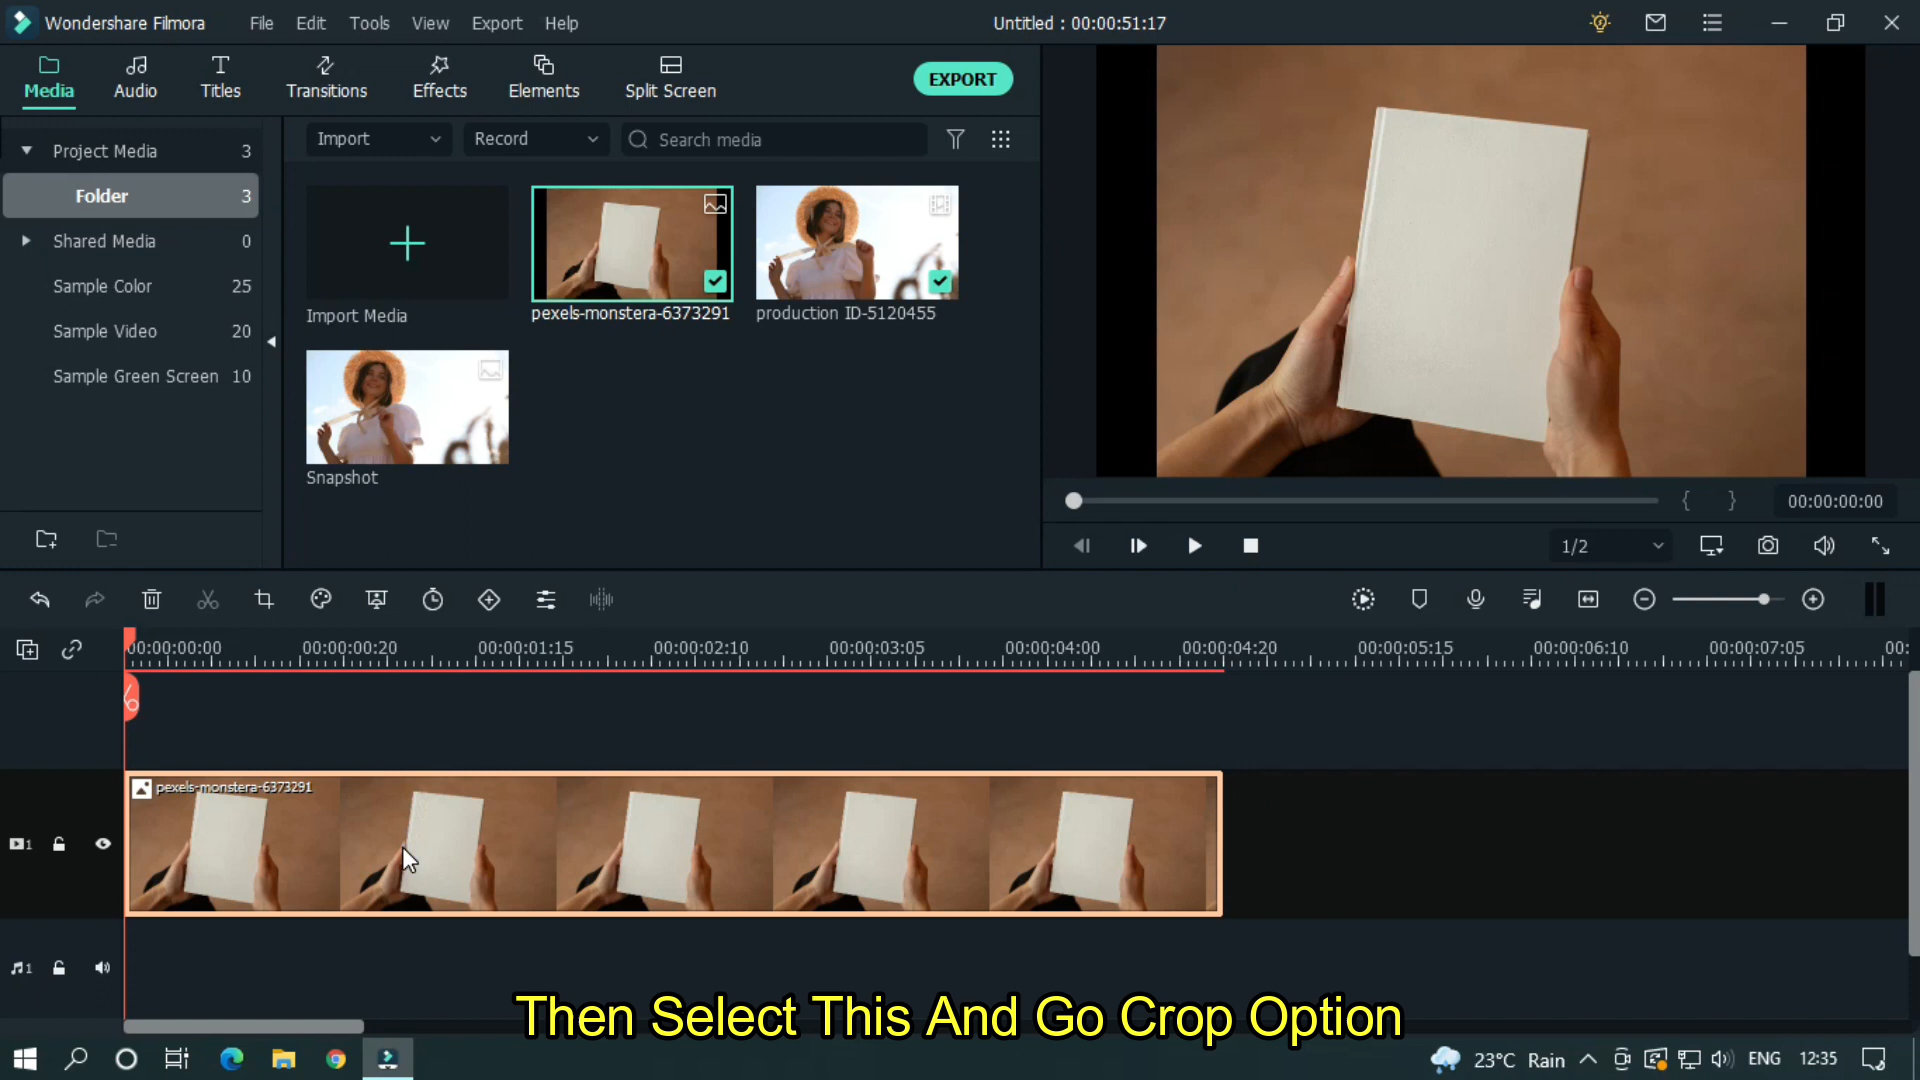 Wondershare Filmora
File Edit Tools View Export Help
Untitled : 00:00:51:17
Media Audio Titles Transitions Effects Elements Split Screen
EXPORT
Project Media 3
Folder 3
Shared Media 0
Sample Color 25
Sample Video 20
Sample Green Screen 10
Import Record Search media
Import Media
pexels-monstera-6373291
production ID-5120455
Snapshot
00:00:00:00
1/2
00:00:00:00 00:00:00:20 00:00:01:15 00:00:02:10 00:00:03:05 00:00:04:00 00:00:04:20 00:00:05:15 00:00:06:10 00:00:07:05 00:
pexels-monstera-6373291
1
1
Then Select This And Go Crop Option
23°C Rain ENG 12:35